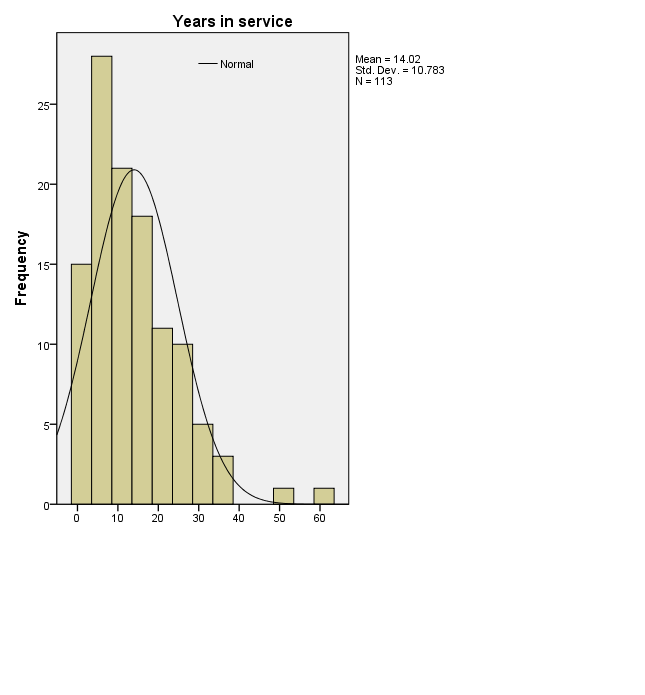 Years in service
Normal
Mean = 14.02
Std. Dev. = 10.783
N = 113
Frequency
25
20
15
10
5
0
0 10 20 30 40 50 60